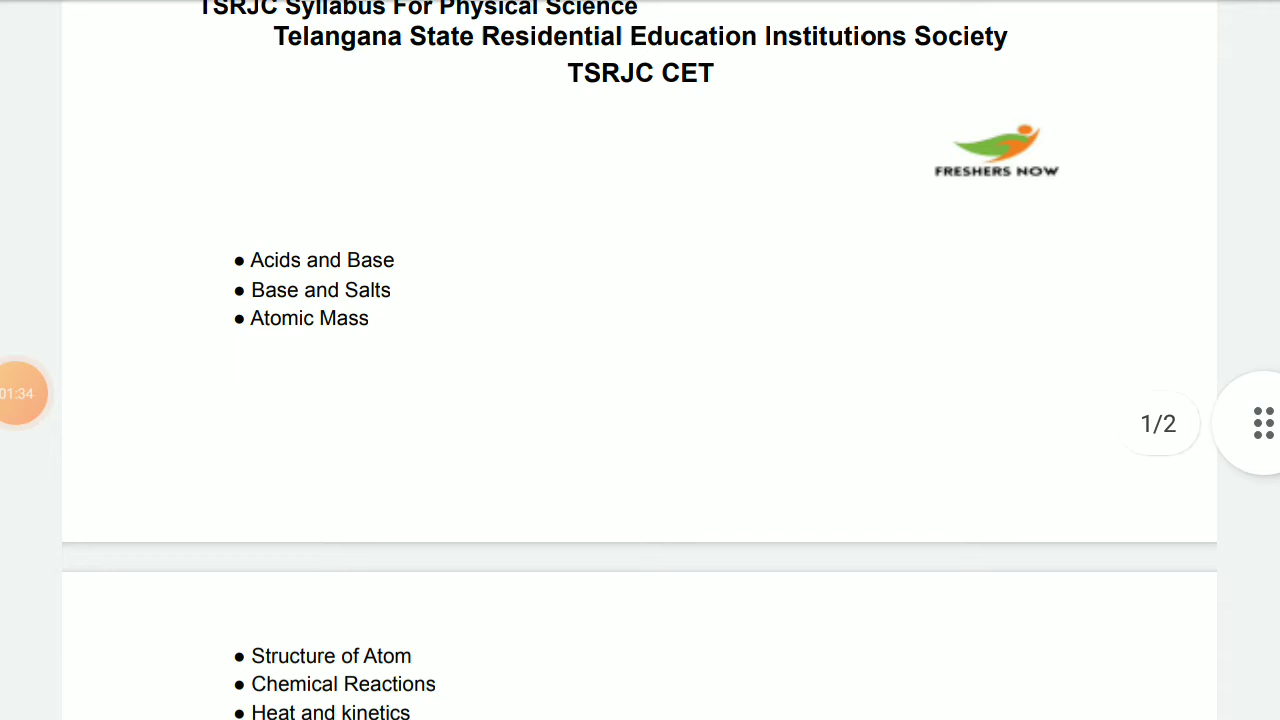 TSRJC Syllabus For Physical Science
Telangana State Residential Education Institutions Society
TSRJC CET
FRESHERS NOW
● Acids and Base
● Base and Salts
● Atomic Mass
01:34
1/2
● Structure of Atom
● Chemical Reactions
● Heat and kinetics